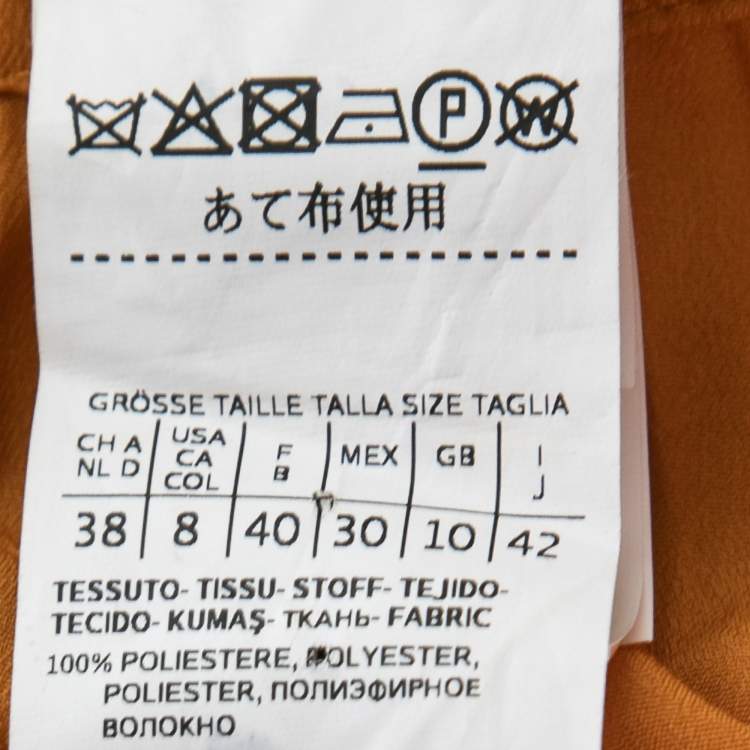 P W
あて布使用
GRÖSSE TAILLE TALLA SIZE TAGLIA
CH A NL D USA CA COL F B MEX GB I J
38 8 40 30 10 42
TESSUTO- TISSU- STOFF- TEJIDO-
TECIDO- KUMAŞ- ТКАНЬ- FABRIC
100% POLIESTERE, POLYESTER,
POLIESTER, ПОЛИЭФИРНОЕ
ВОЛОКНО